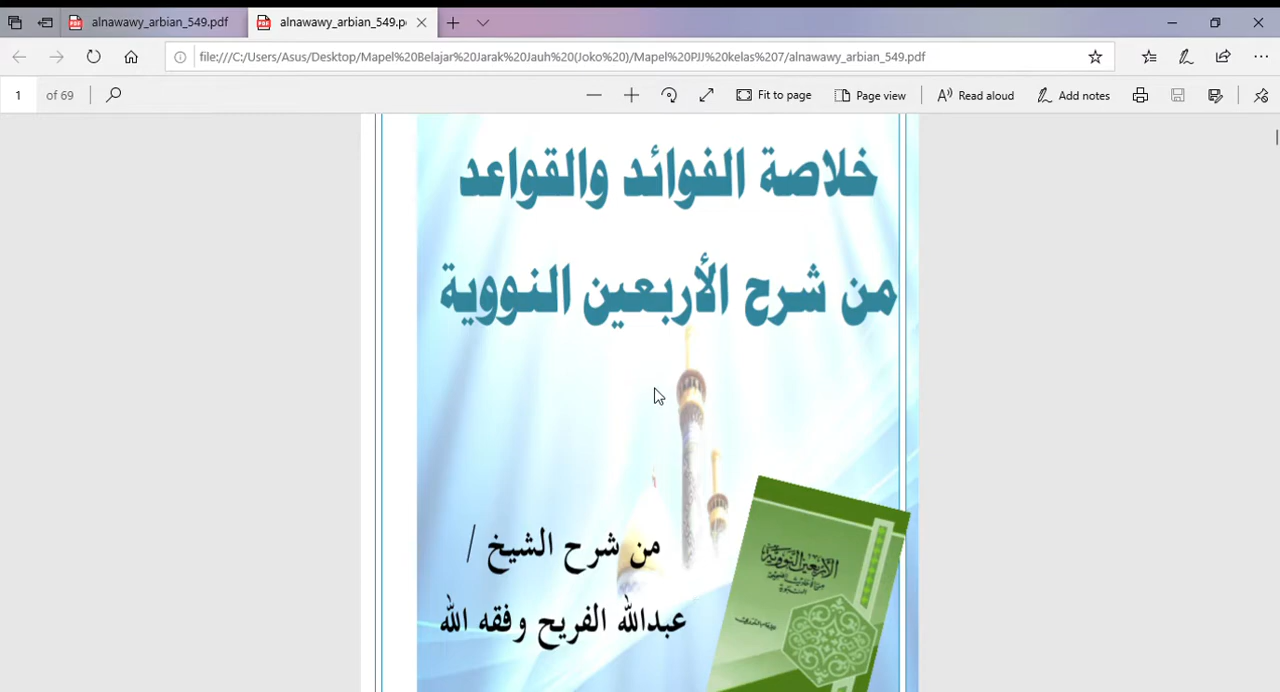 alnawawy_arbian_549.pdf
alnawawy_arbian_549.p
file:///C:/Users/Asus/Desktop/Mapel%20Belajar%20Jarak%20Jauh%20(Joko%20)/Mapel%20PJJ%20kelas%207/alnawawy_arbian_549.pdf
1 of 69 Fit to page Page view Read aloud Add notes
خلاصة الفوائد والقواعد
من شرح الأربعين النووية
من شرح الشيخ /
عبدالله الفريح وفقه الله
الأربعين النووية